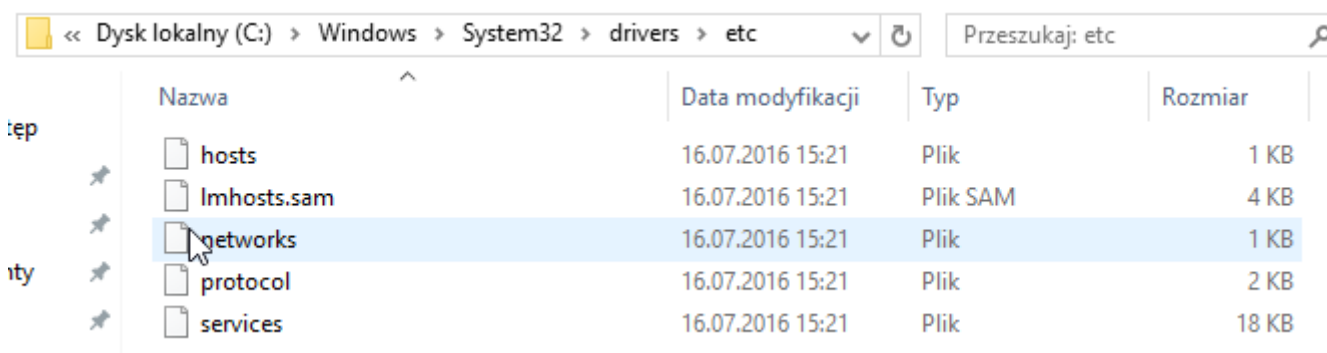 « Dysk lokalny (C:) > Windows > System32 > drivers > etc Przeszukaj: etc
Nazwa Data modyfikacji Typ Rozmiar
tęp
hosts 16.07.2016 15:21 Plik 1 KB
lmhosts.sam 16.07.2016 15:21 Plik SAM 4 KB
networks 16.07.2016 15:21 Plik 1 KB
nty protocol 16.07.2016 15:21 Plik 2 KB
services 16.07.2016 15:21 Plik 18 KB